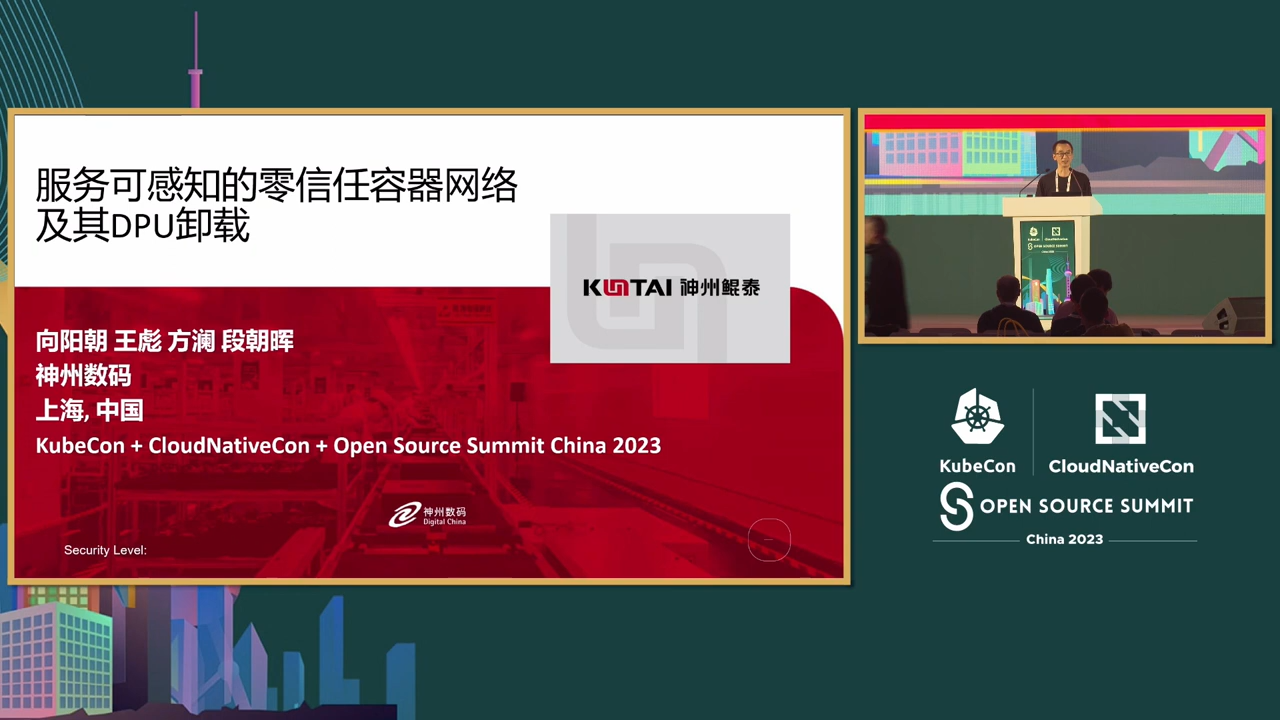 服务可感知的零信任容器网络
及其DPU卸载
KUNTAI 神州鲲泰
向阳朝 王彪 方澜 段朝晖
神州数码
上海, 中国
KubeCon + CloudNativeCon + Open Source Summit China 2023
神州数码
Digital China
Security Level:
KubeCon
CloudNativeCon
OPEN SOURCE SUMMIT
China 2023